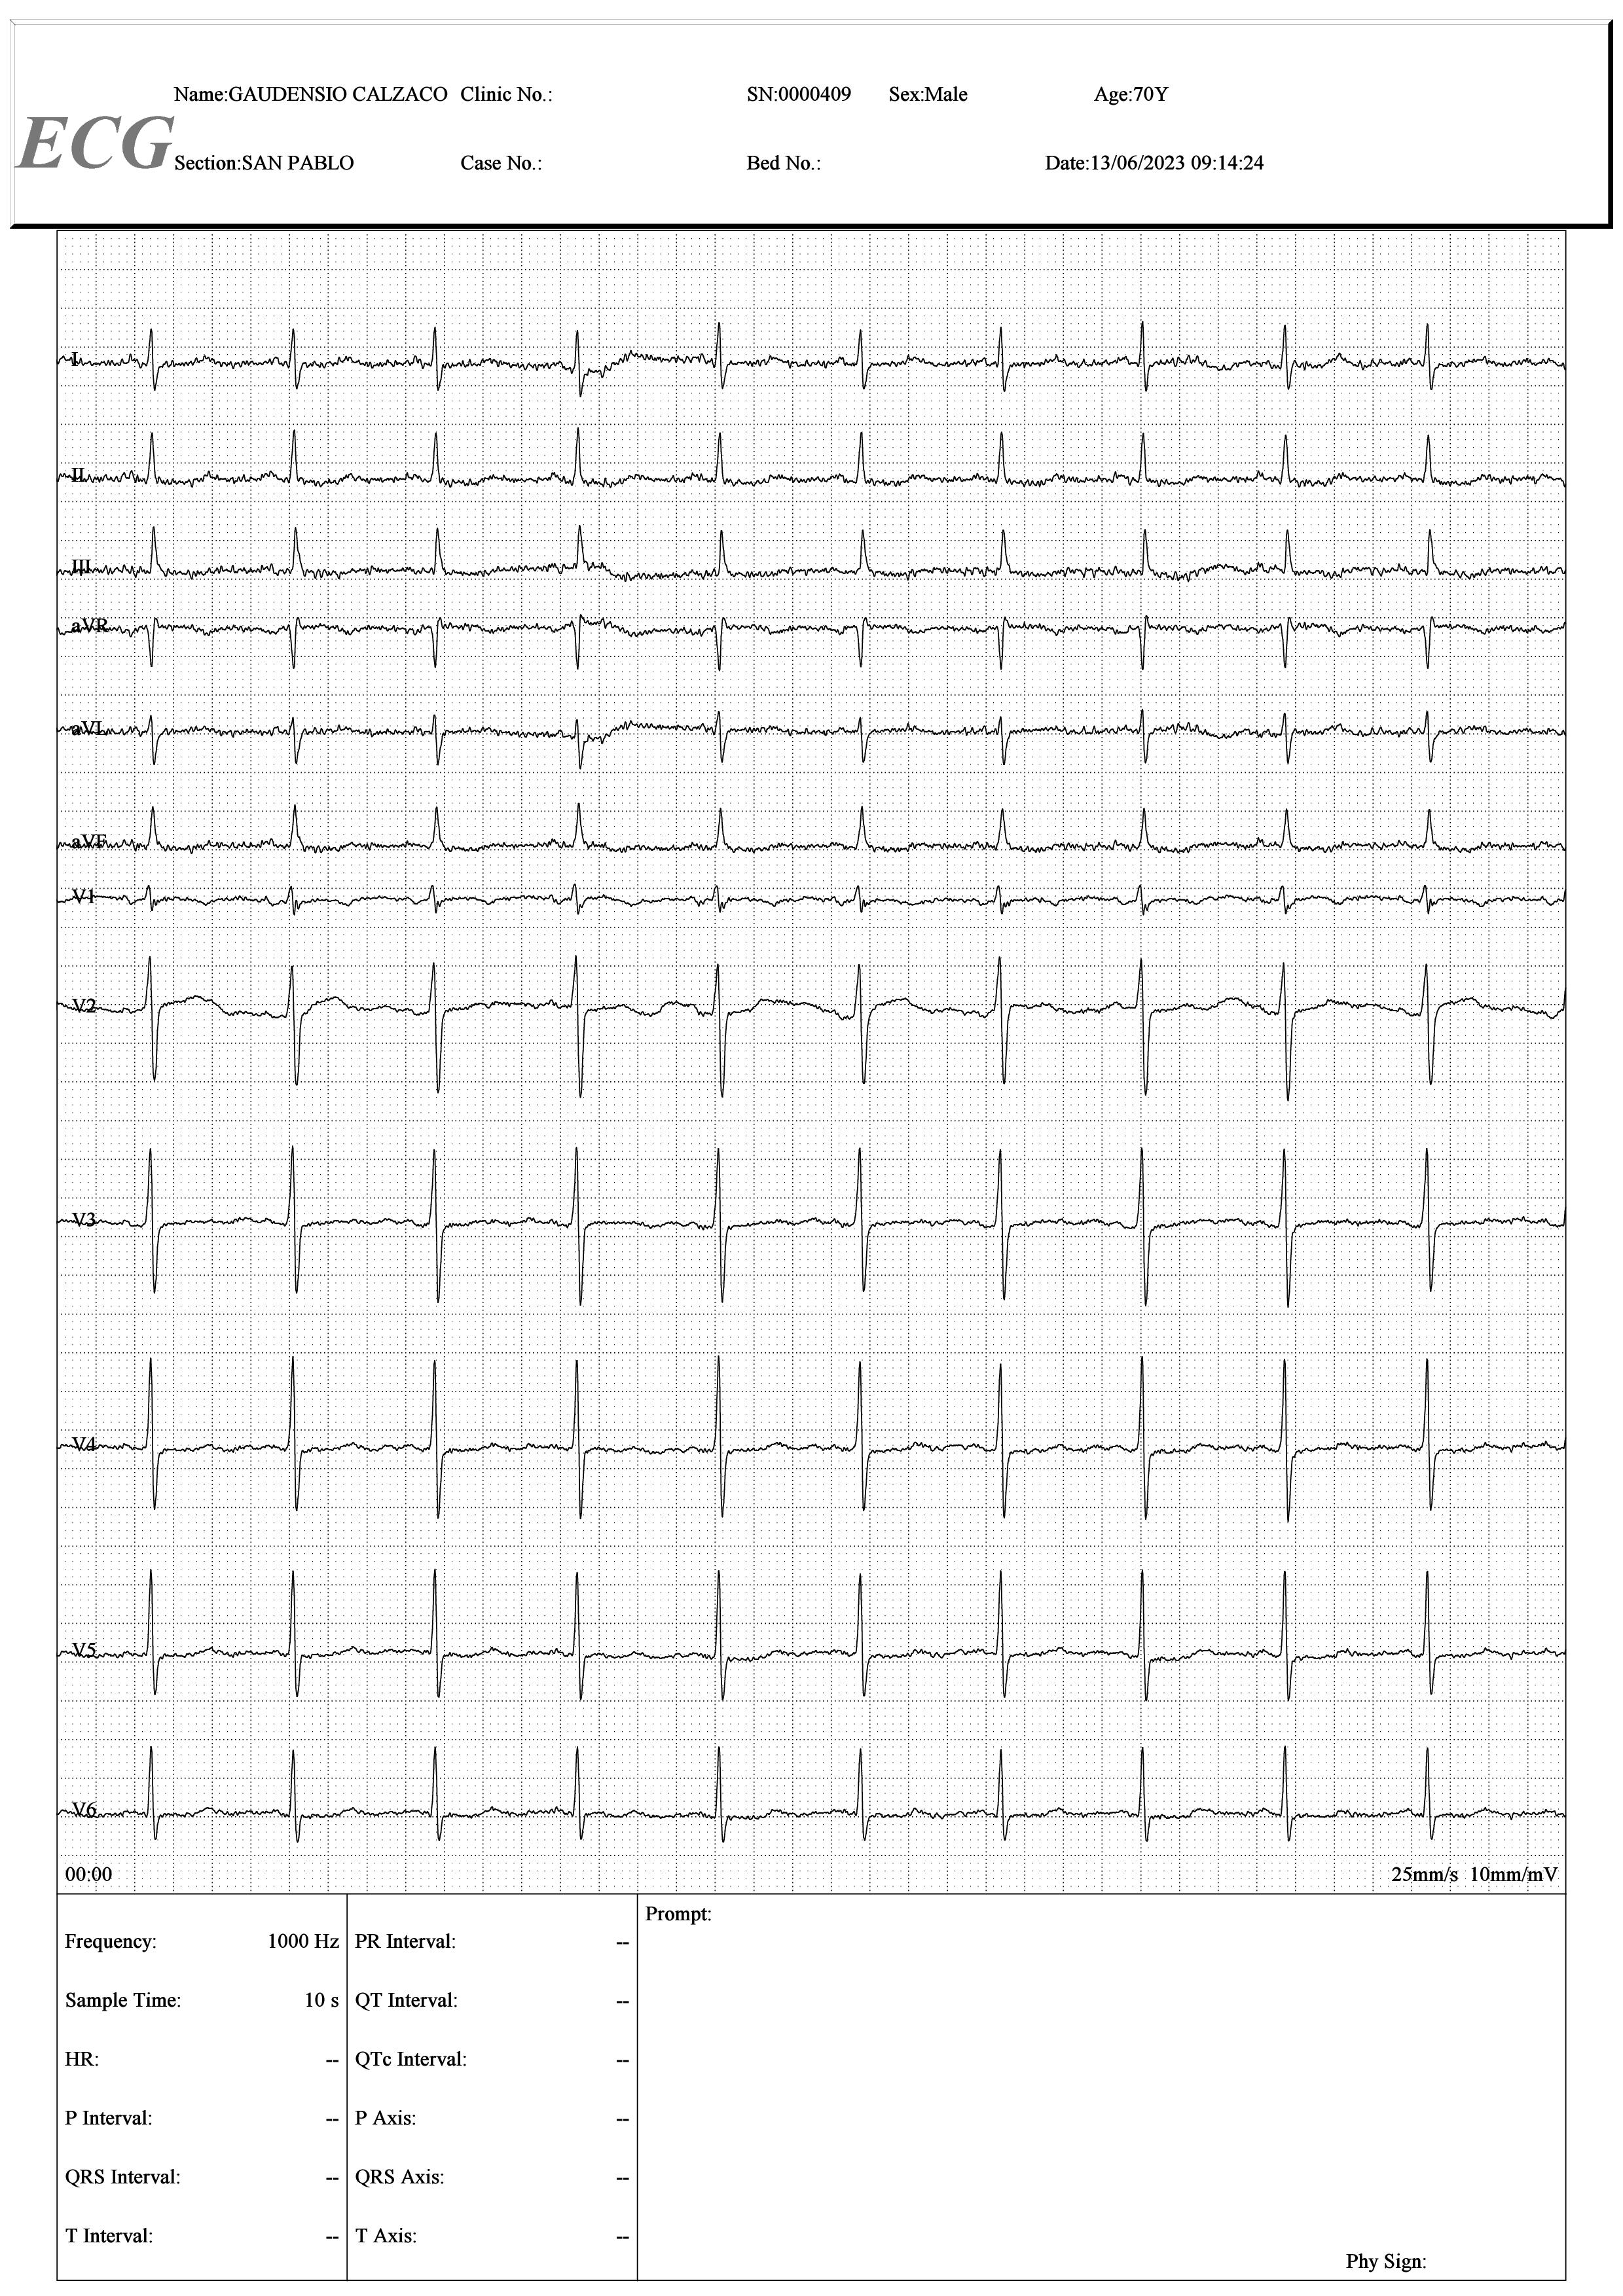 ECG
Name:GAUDENSIO CALZACO Clinic No.: SN:0000409 Sex:Male Age:70Y
Section:SAN PABLO Case No.: Bed No.: Date:13/06/2023 09:14:24
I
II
III
aVR
aVL
aVF
V1
V2
V3
V4
V5
V6
00:00 25mm/s 10mm/mV
Frequency: 1000 Hz PR Interval: -- Prompt:
Sample Time: 10 s QT Interval: --
HR: -- QTc Interval: --
P Interval: -- P Axis: --
QRS Interval: -- QRS Axis: --
T Interval: -- T Axis: --
Phy Sign: